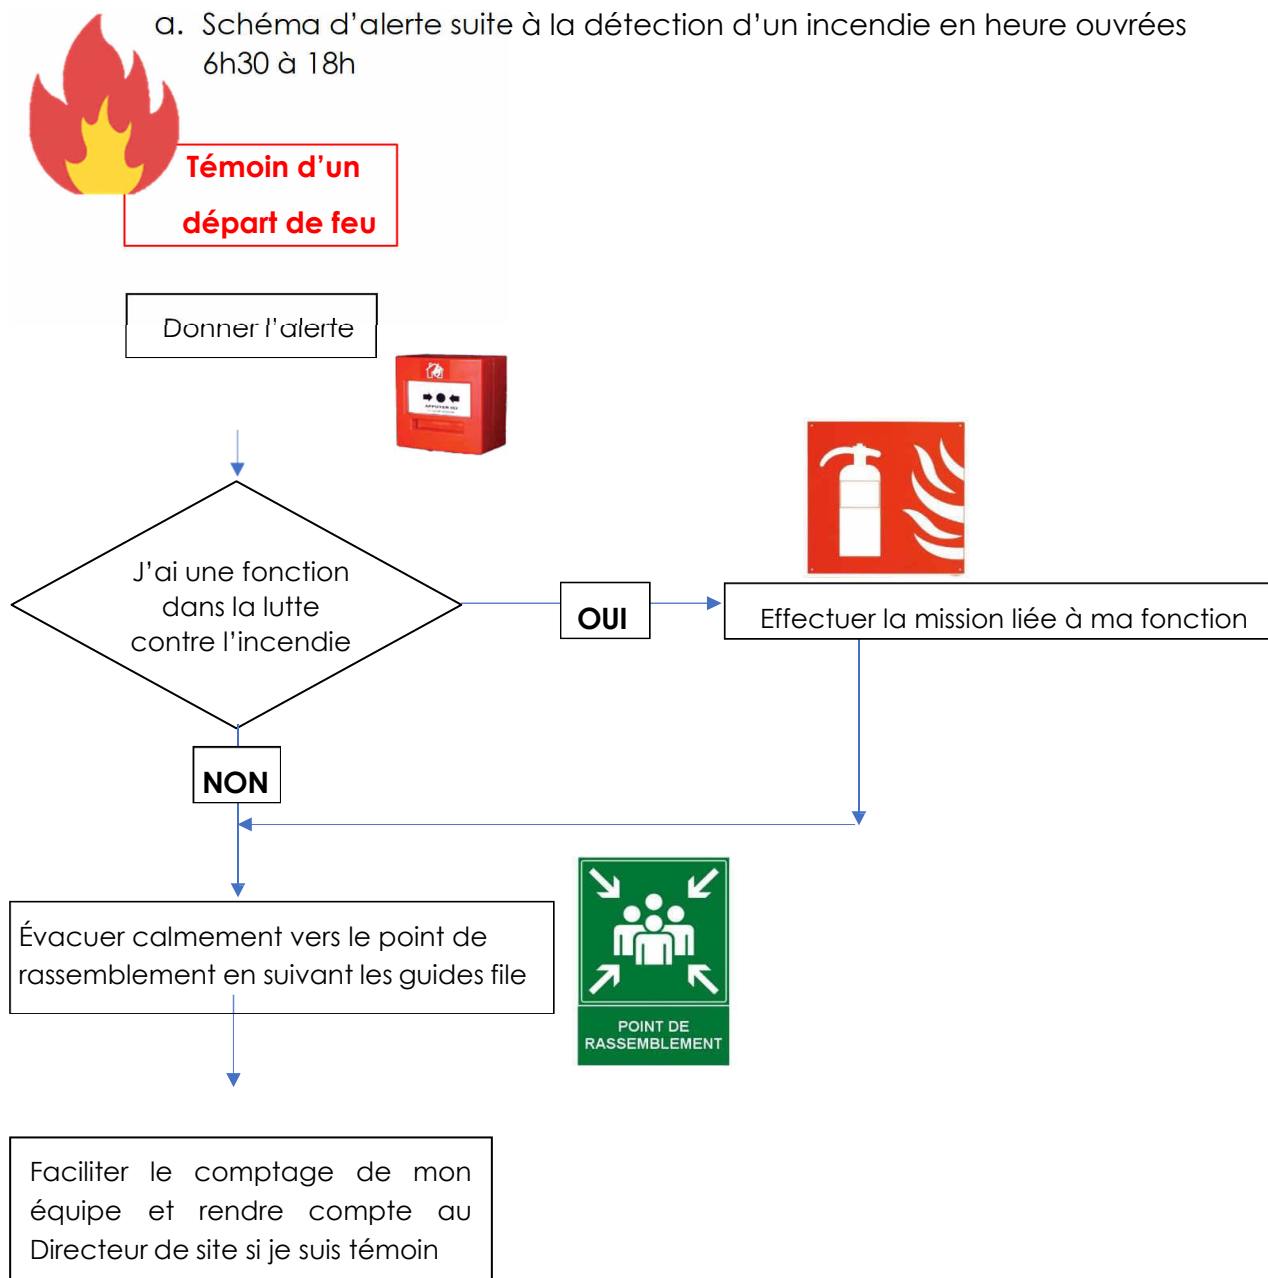 a. Schéma d'alerte suite à la détection d'un incendie en heure ouvrées
6h30 à 18h
Témoin d'un
départ de feu
Donner l'alerte
J'ai une fonction
dans la lutte
contre l'incendie
OUI
Effectuer la mission liée à ma fonction
NON
Évacuer calmement vers le point de
rassemblement en suivant les guides file
POINT DE
RASSEMBLEMENT
Faciliter le comptage de mon
équipe et rendre compte au
Directeur de site si je suis témoin